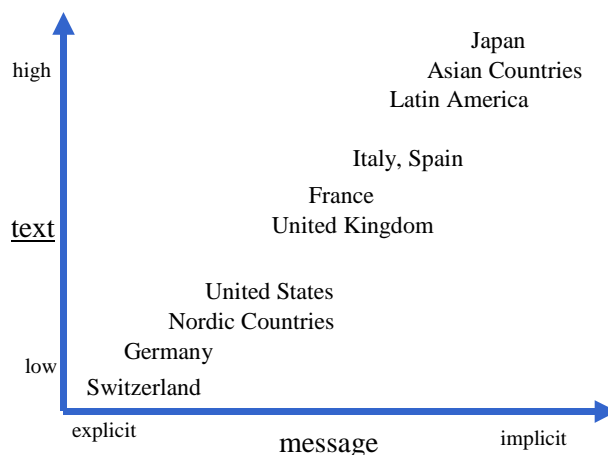 Japan
high
Asian Countries
Latin America
Italy, Spain
France
text
United Kingdom
United States
Nordic Countries
Germany
low
Switzerland
explicit
message
implicit